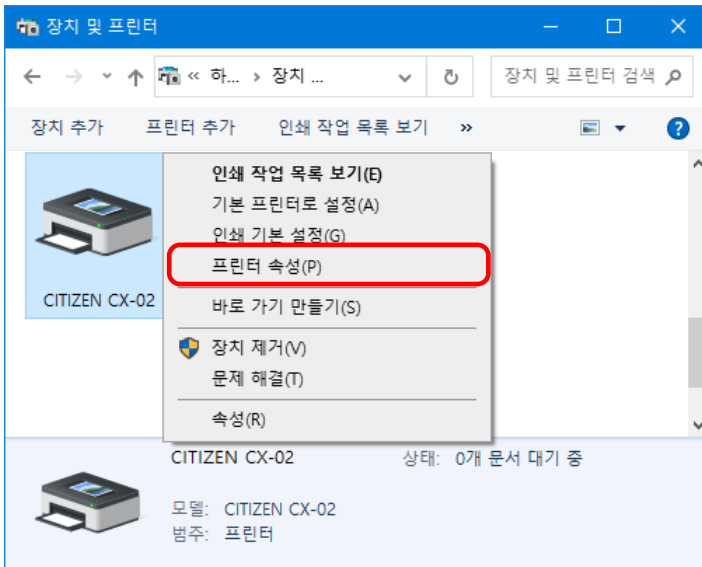 장치 및 프린터
« 하... › 장치 ...
장치 및 프린터 검색
장치 추가 프린터 추가 인쇄 작업 목록 보기 »
인쇄 작업 목록 보기(E)
기본 프린터로 설정(A)
인쇄 기본 설정(G)
프린터 속성(P)
CITIZEN CX-02
바로 가기 만들기(S)
장치 제거(V)
문제 해결(T)
속성(R)
CITIZEN CX-02 상태: 0개 문서 대기 중
모델: CITIZEN CX-02
범주: 프린터